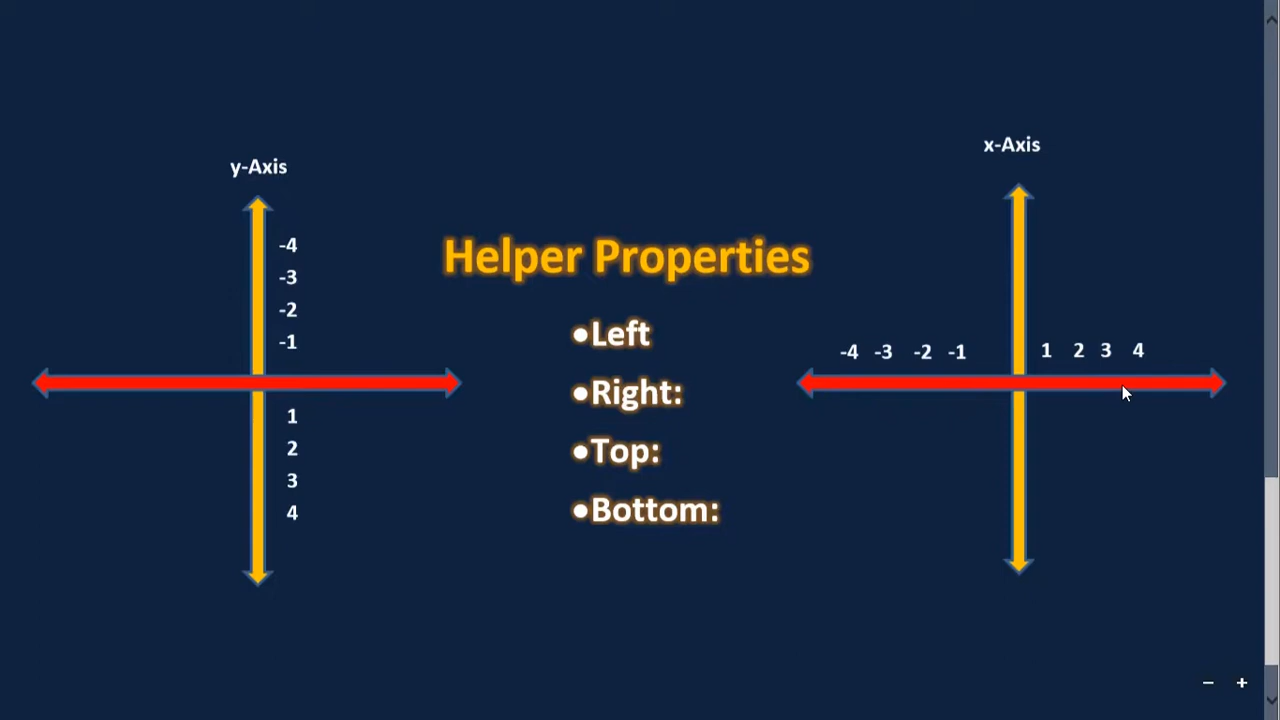 y-Axis
-4
-3
-2
-1
1
2
3
4
Helper Properties
•Left
•Right:
•Top:
•Bottom:
x-Axis
-4 -3 -2 -1 1 2 3 4